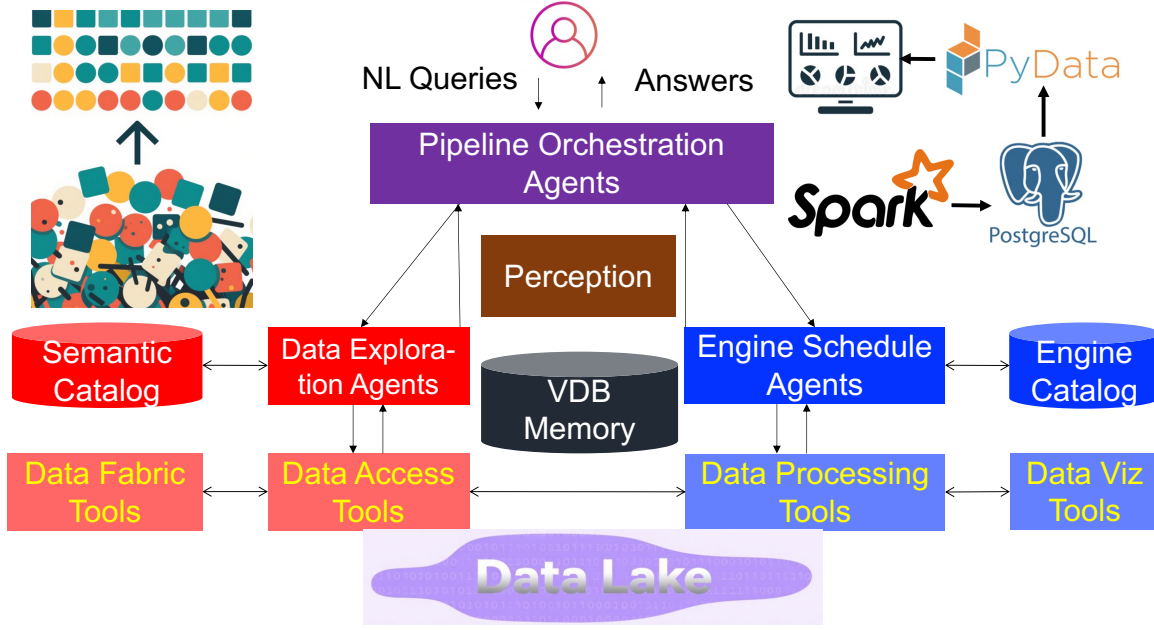 NL Queries
Answers
PyData
Pipeline Orchestration
Agents
Spark
PostgreSQL
Perception
Semantic
Catalog
Data Explora-
tion Agents
VDB
Memory
Engine Schedule
Agents
Engine
Catalog
Data Fabric
Tools
Data Access
Tools
Data Processing
Tools
Data Viz
Tools
Data Lake